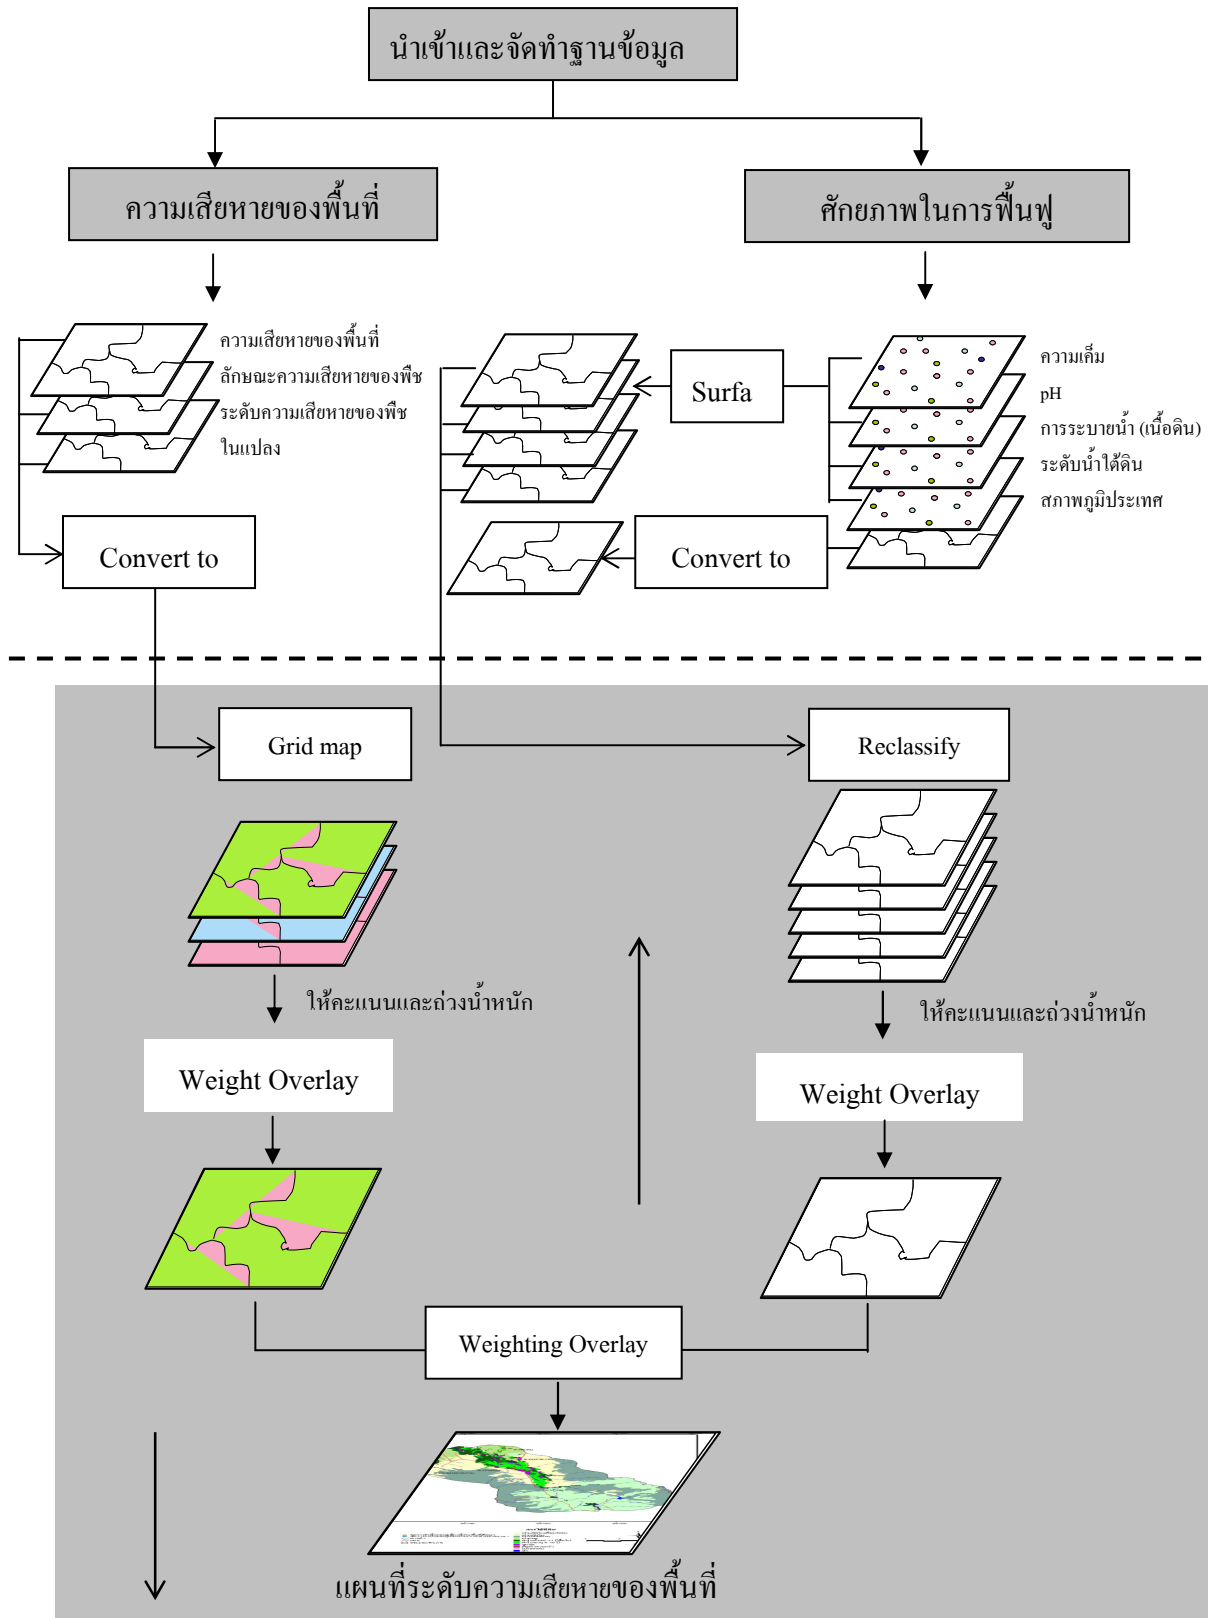 นำเข้าและจัดทำฐานข้อมูล
ความเสียหายของพื้นที่
ศักยภาพในการฟื้นฟู
ความเสียหายของพื้นที่
ลักษณะความเสียหายของพืช
ระดับความเสียหายของพืช
ในแปลง
Surfa
ความเค็ม
pH
การระบายน้ำ (เนื้อดิน)
ระดับน้ำใต้ดิน
สภาพภูมิประเทศ
Convert to
Convert to
Grid map
Reclassify
ให้คะแนนและถ่วงน้ำหนัก
ให้คะแนนและถ่วงน้ำหนัก
Weight Overlay
Weight Overlay
Weighting Overlay
แผนที่ระดับความเสียหายของพื้นที่